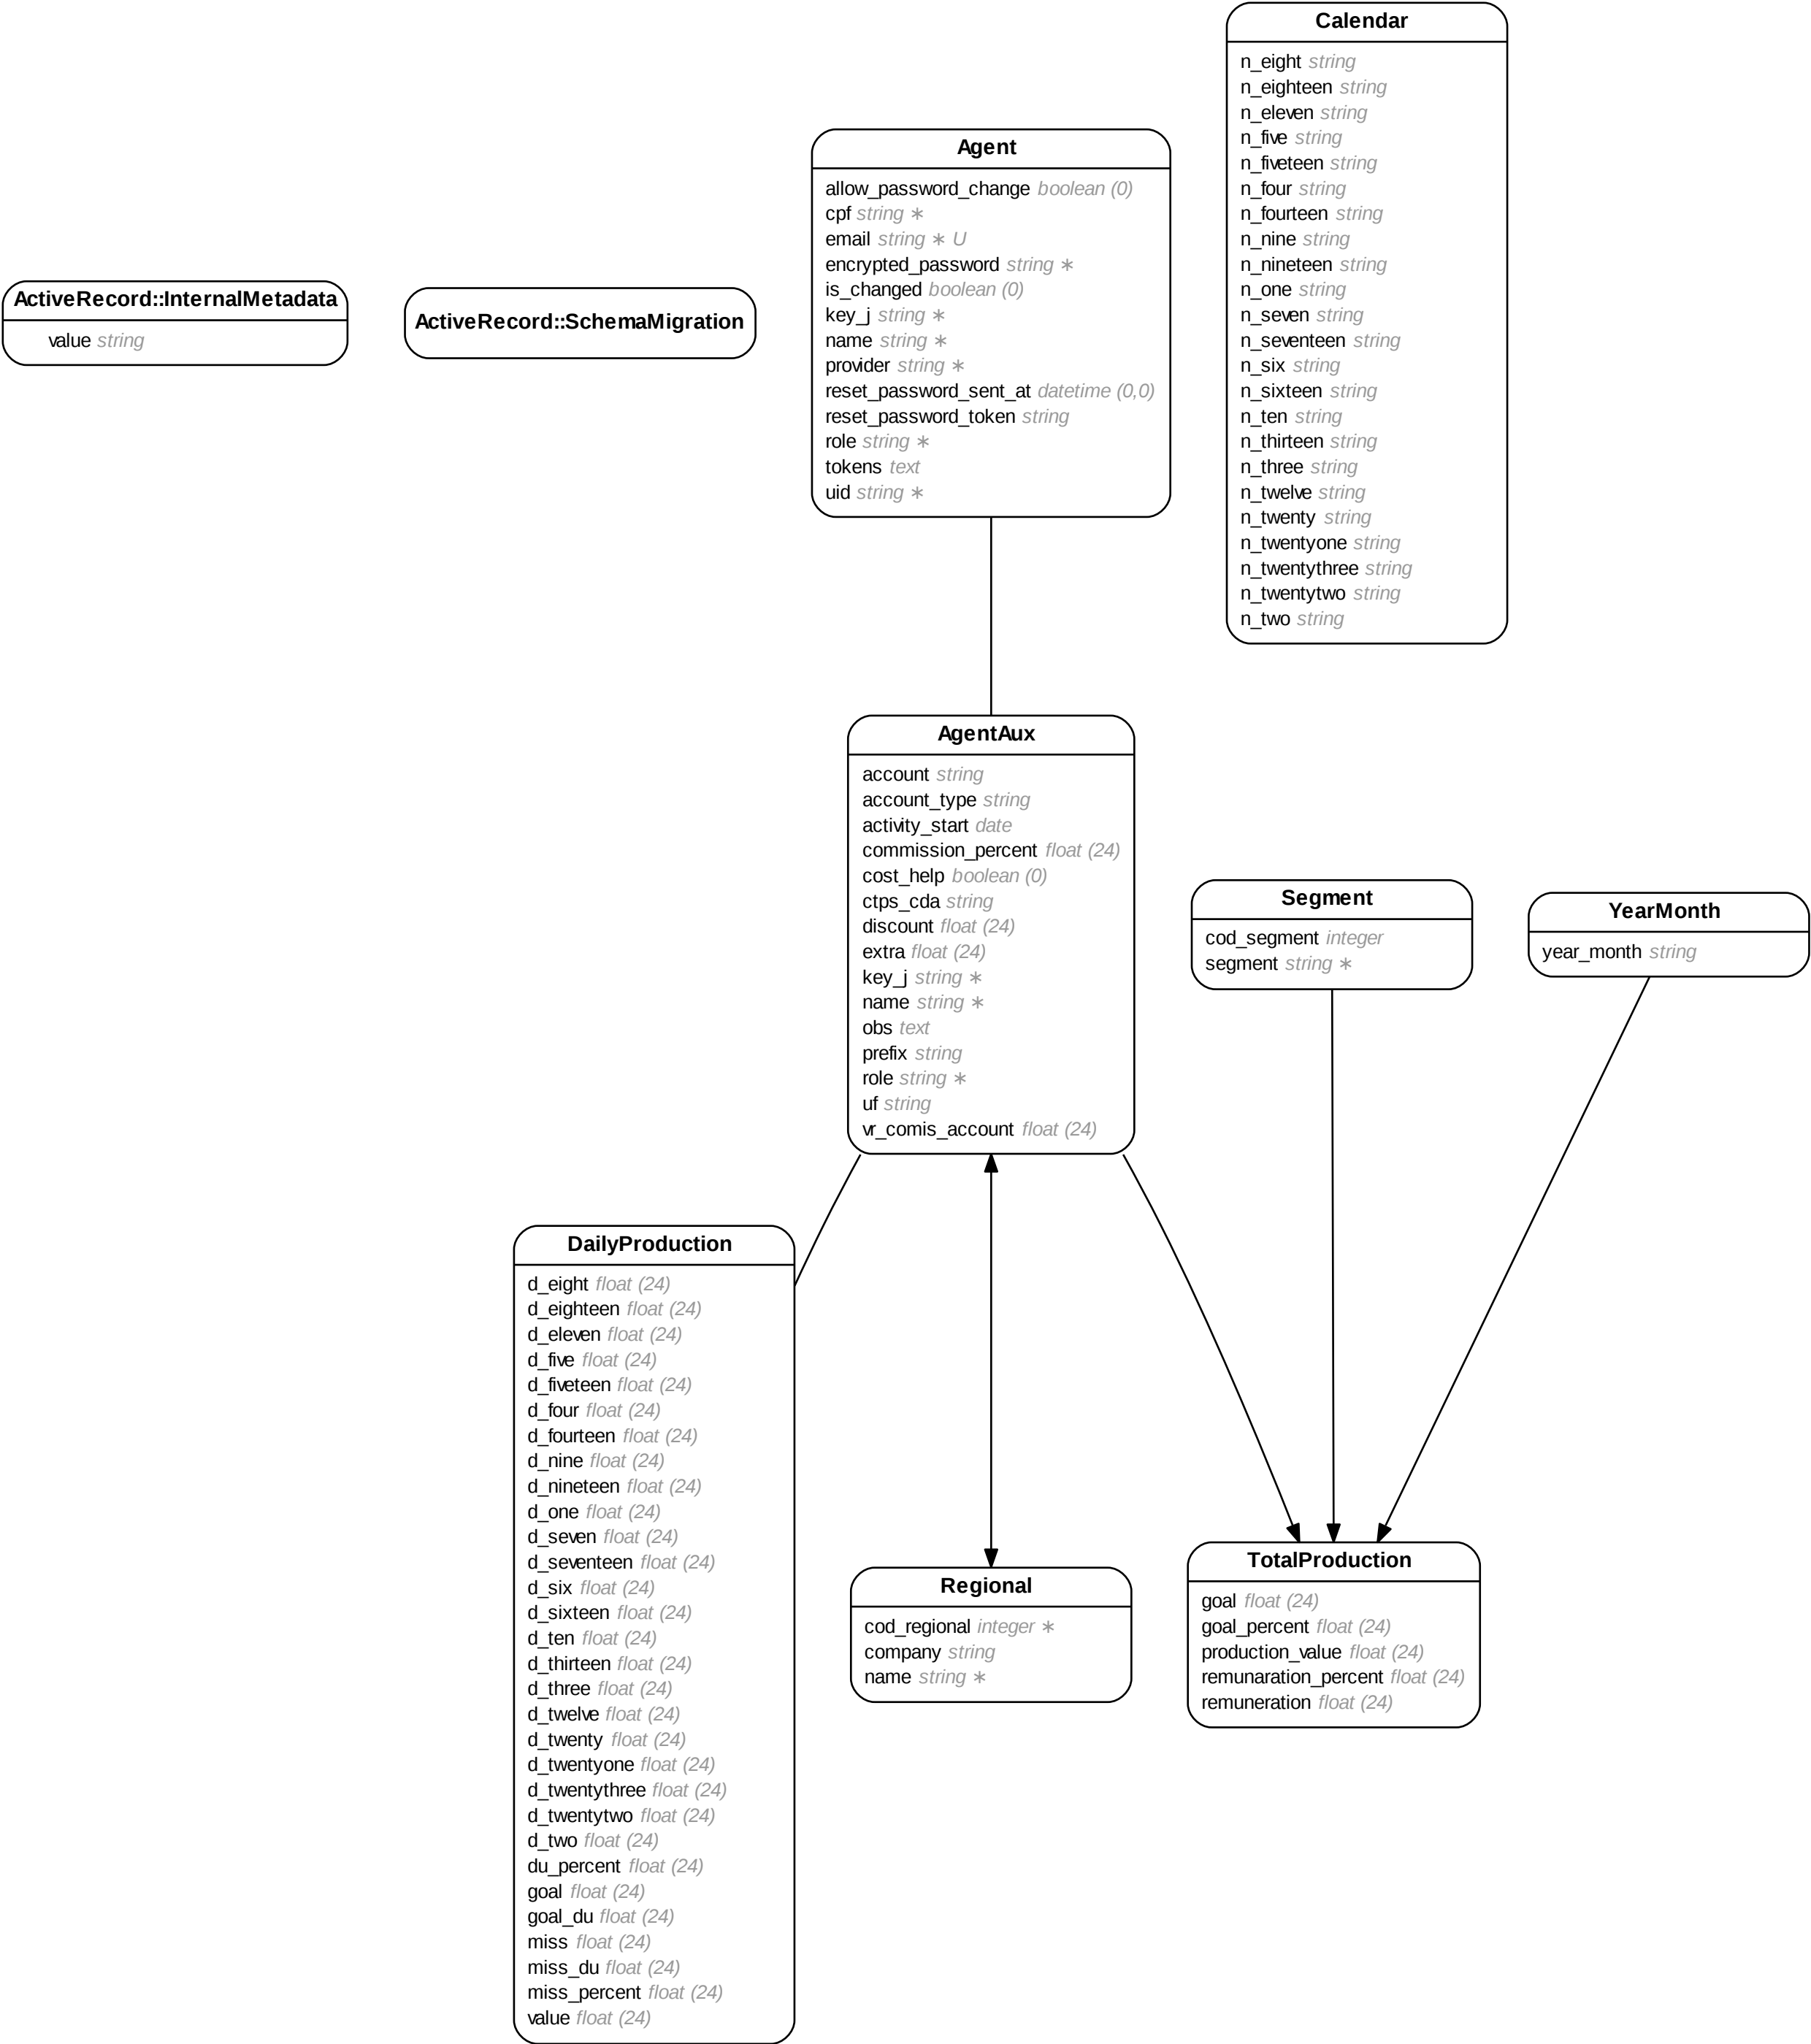 Calendar
n_eight string
n_eighteen string
n_eleven string
n_five string
n_fiveteen string
n_four string
n_fourteen string
n_nine string
n_nineteen string
n_one string
n_seven string
n_seventeen string
n_six string
n_sixteen string
n_ten string
n_thirteen string
n_three string
n_twelve string
n_twenty string
n_twentyone string
n_twentythree string
n_twentytwo string
n_two string
Agent
allow_password_change boolean (0)
cpf string ∗
email string ∗ U
encrypted_password string ∗
is_changed boolean (0)
key_j string ∗
name string ∗
provider string ∗
reset_password_sent_at datetime (0,0)
reset_password_token string
role string ∗
tokens text
uid string ∗
ActiveRecord::InternalMetadata
value string
ActiveRecord::SchemaMigration
AgentAux
account string
account_type string
activity_start date
commission_percent float (24)
cost_help boolean (0)
ctps_cda string
discount float (24)
extra float (24)
key_j string ∗
name string ∗
obs text
prefix string
role string ∗
uf string
vr_comis_account float (24)
Segment
cod_segment integer
segment string ∗
YearMonth
year_month string
DailyProduction
d_eight float (24)
d_eighteen float (24)
d_eleven float (24)
d_five float (24)
d_fiveteen float (24)
d_four float (24)
d_fourteen float (24)
d_nine float (24)
d_nineteen float (24)
d_one float (24)
d_seven float (24)
d_seventeen float (24)
d_six float (24)
d_sixteen float (24)
d_ten float (24)
d_thirteen float (24)
d_three float (24)
d_twelve float (24)
d_twenty float (24)
d_twentyone float (24)
d_twentythree float (24)
d_twentytwo float (24)
d_two float (24)
du_percent float (24)
goal float (24)
goal_du float (24)
miss float (24)
miss_du float (24)
miss_percent float (24)
value float (24)
Regional
cod_regional integer ∗
company string
name string ∗
TotalProduction
goal float (24)
goal_percent float (24)
production_value float (24)
remunaration_percent float (24)
remuneration float (24)